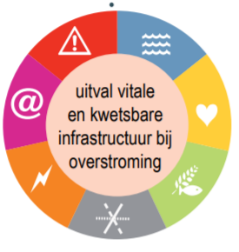 uitval vitale
en kwetsbare
infrastructuur bij
overstroming
@